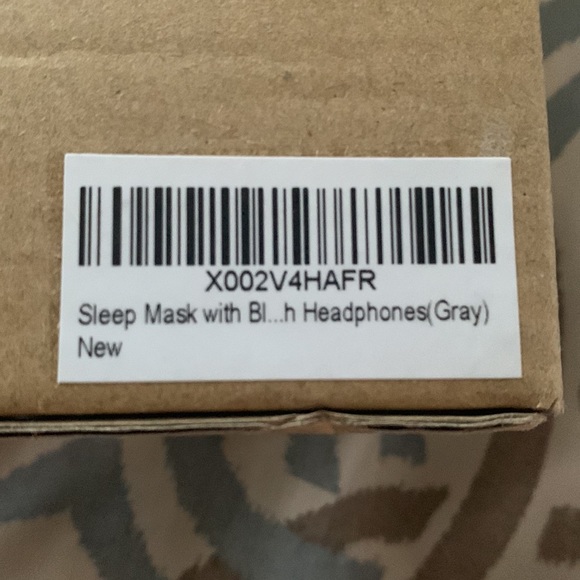 X002V4HAFR
Sleep Mask with Bl...h Headphones(Gray)
New